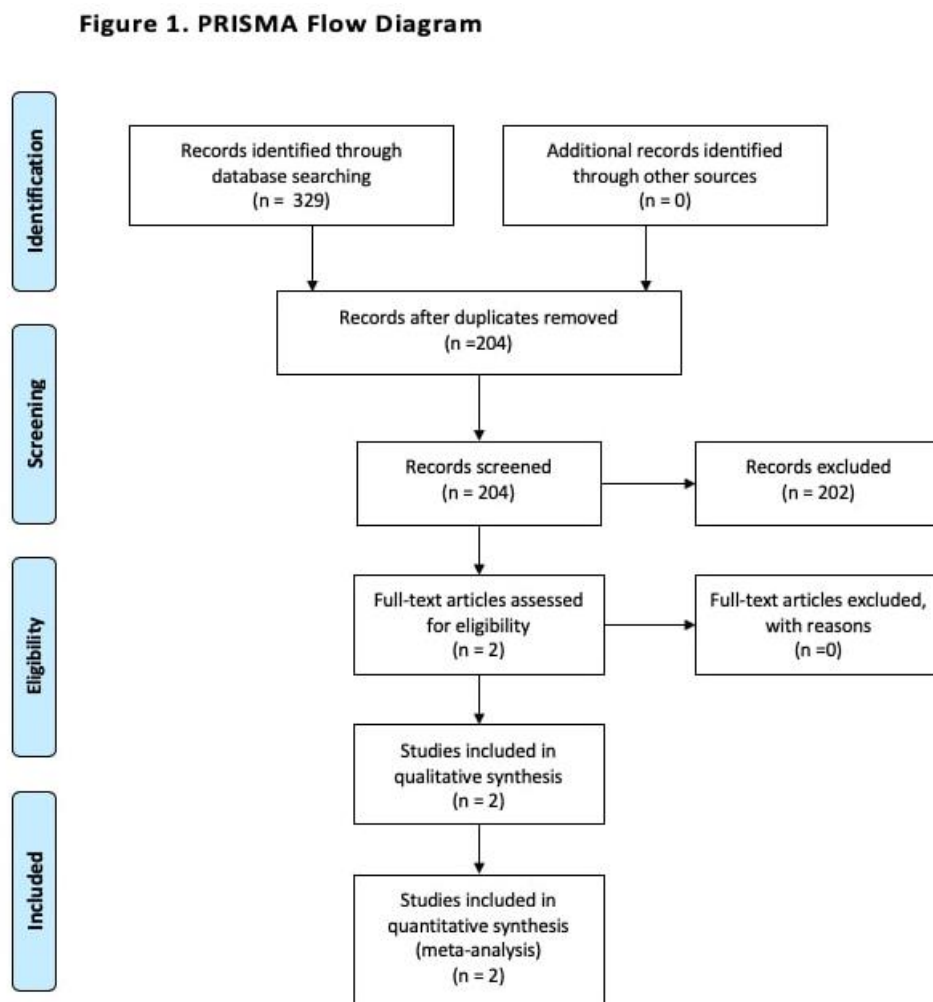 Figure 1. PRISMA Flow Diagram
Identification
Records identified through
database searching
(n = 329)
Additional records identified
through other sources
(n = 0)
Records after duplicates removed
(n =204)
Screening
Records screened
(n = 204)
Records excluded
(n = 202)
Eligibility
Full-text articles assessed
for eligibility
(n = 2)
Full-text articles excluded,
with reasons
(n =0)
Studies included in
qualitative synthesis
(n = 2)
Included
Studies included in
quantitative synthesis
(meta-analysis)
(n = 2)